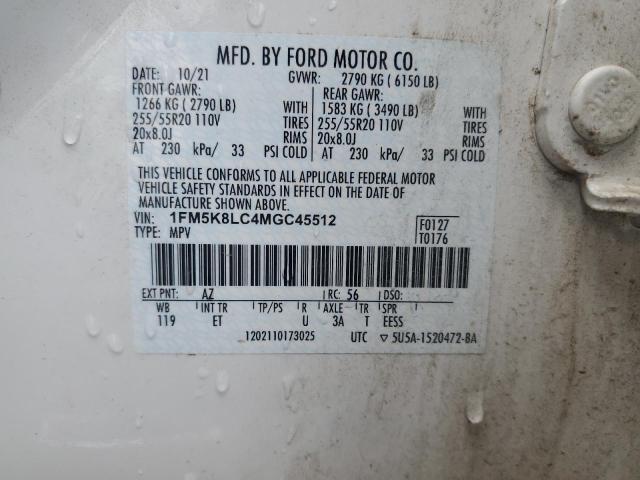 MFD. BY FORD MOTOR CO.
DATE: 10/21 GVWR: 2790 KG ( 6150 LB)
FRONT GAWR: REAR GAWR:
1266 KG ( 2790 LB) WITH 1583 KG ( 3490 LB) WITH
255/55R20 110V TIRES 255/55R20 110V TIRES
20x8.0J RIMS 20x8.0J RIMS
AT 230 kPa/ 33 PSI COLD AT 230 kPa/ 33 PSI COLD
THIS VEHICLE CONFORMS TO ALL APPLICABLE FEDERAL MOTOR
VEHICLE SAFETY STANDARDS IN EFFECT ON THE DATE OF
MANUFACTURE SHOWN ABOVE.
VIN: 1FM5K8LC4MGC45512 F0127
TYPE: MPV T0176
EXT PNT: AZ RC: 56 DSO:
WB INT TR TP/PS R AXLE TR SPR
119 ET U 3A T EESS
1202110173025 UTC ▽ 5U5A-1520472-BA